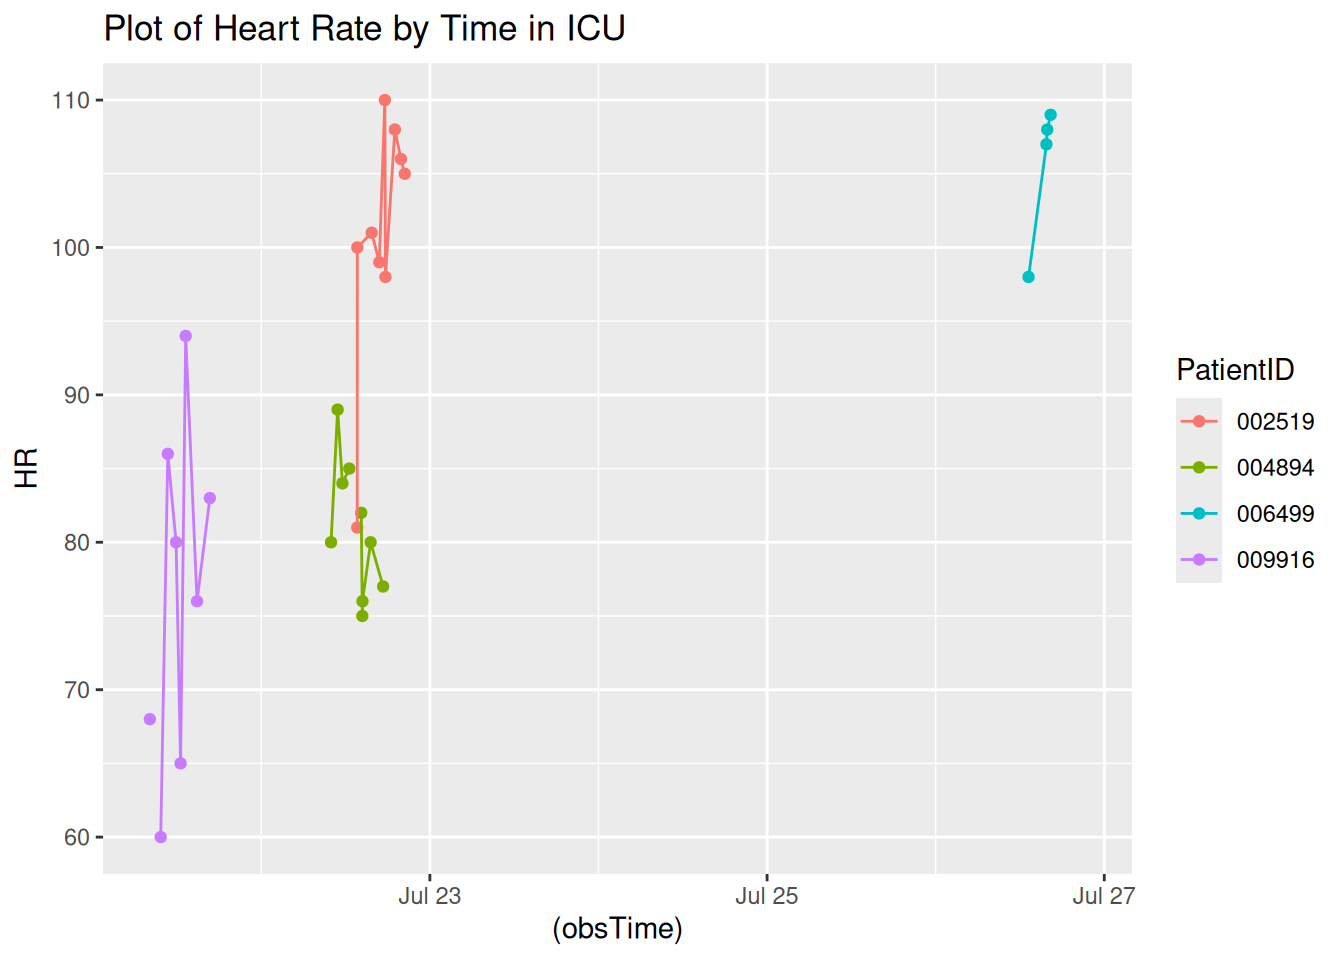 Plot of Heart Rate by Time in ICU
110
100
90
80
70
60
HR
Jul 23
Jul 25
Jul 27
(obsTime)
PatientID
002519
004894
006499
009916